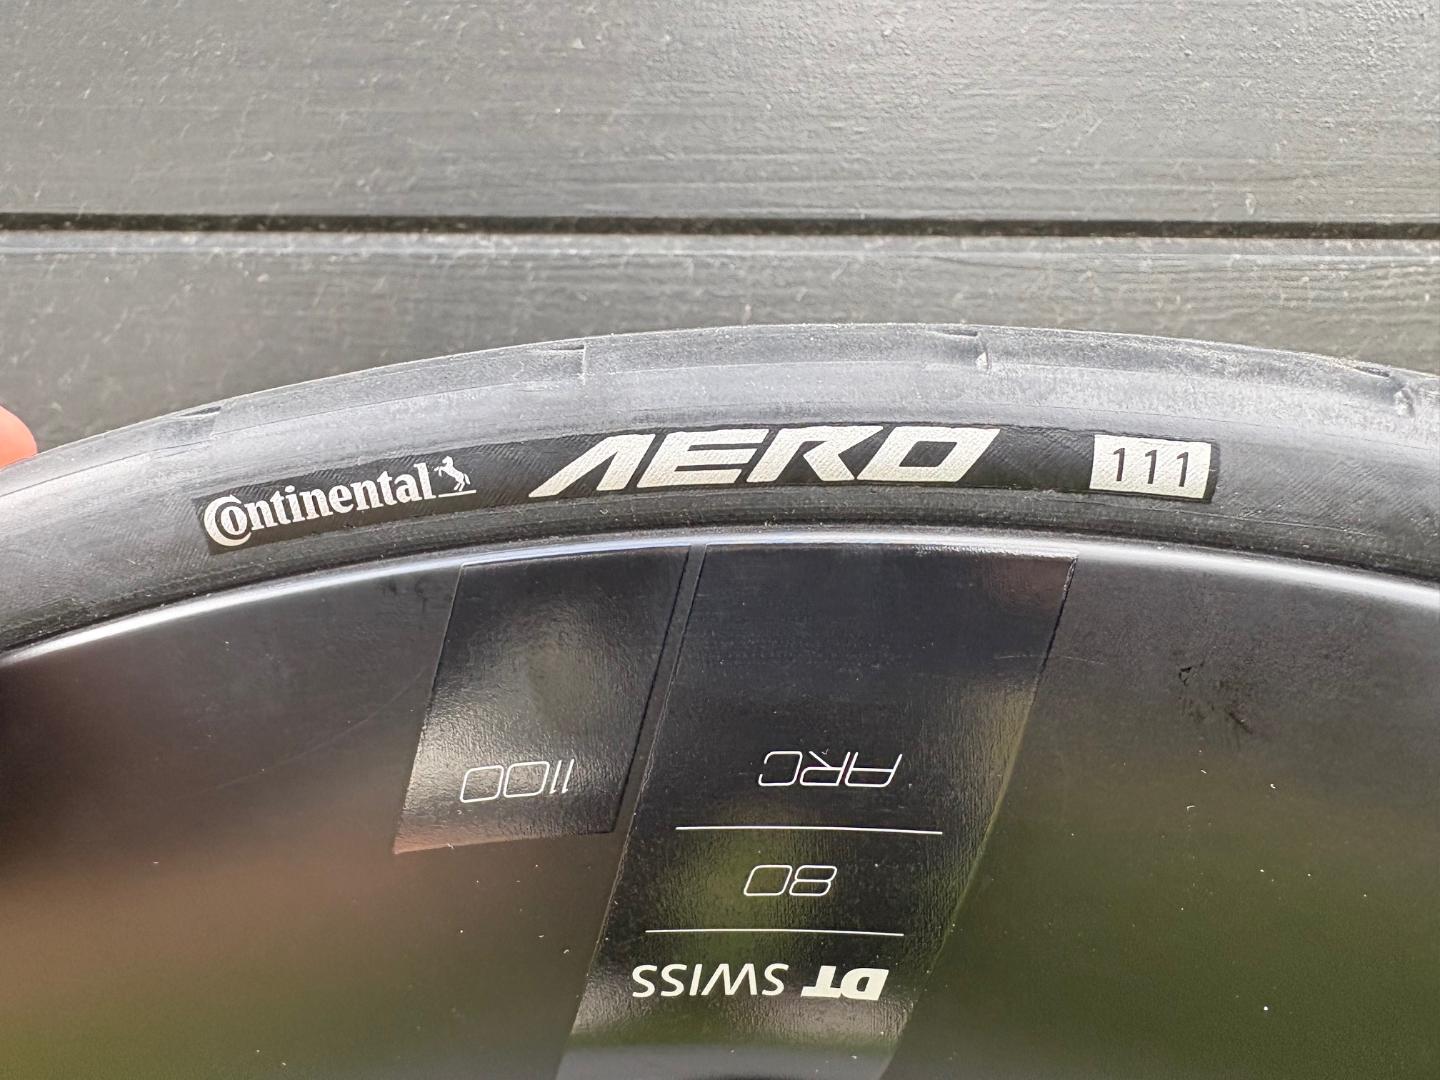 Continental AERO 111
1100
ARC
80
DT SWISS